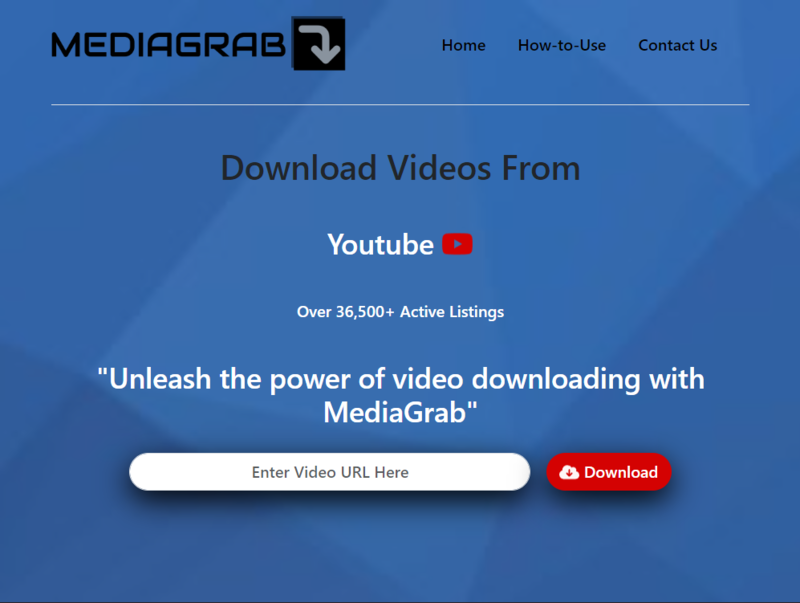 MEDIAGRAB
Home How-to-Use Contact Us
Download Videos From
Youtube
Over 36,500+ Active Listings
"Unleash the power of video downloading with
MediaGrab"
Enter Video URL Here Download